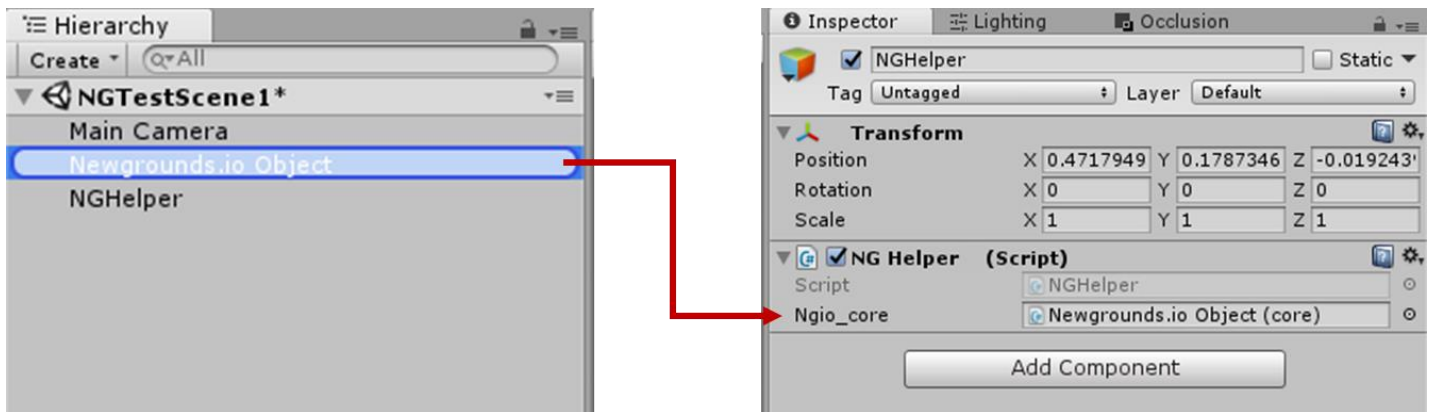 Hierarchy
Create All
NGTestScene1*
Main Camera
Newgrounds.io Object
NGHelper
Inspector Lighting Occlusion
NGHelper Static
Tag Untagged Layer Default
Transform
Position X 0.4717949 Y 0.1787346 Z -0.019243
Rotation X 0 Y 0 Z 0
Scale X 1 Y 1 Z 1
C# NG Helper (Script)
Script NGHelper
Ngio_core Newgrounds.io Object (core)
Add Component